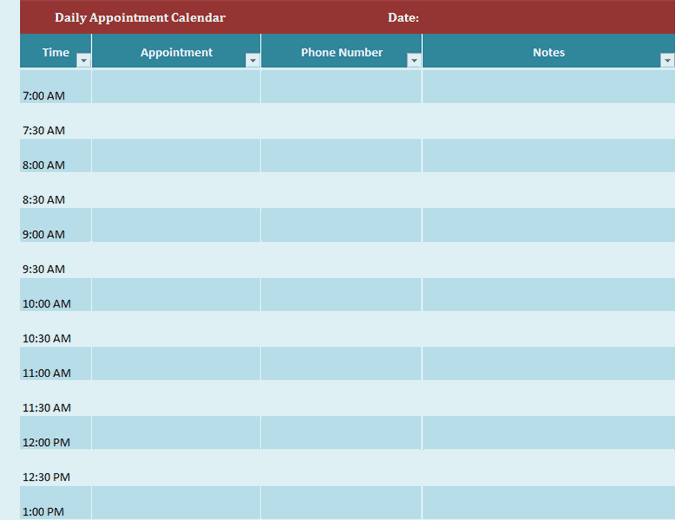 Daily Appointment Calendar Date:
Time Appointment Phone Number Notes
7:00 AM
7:30 AM
8:00 AM
8:30 AM
9:00 AM
9:30 AM
10:00 AM
10:30 AM
11:00 AM
11:30 AM
12:00 PM
12:30 PM
1:00 PM